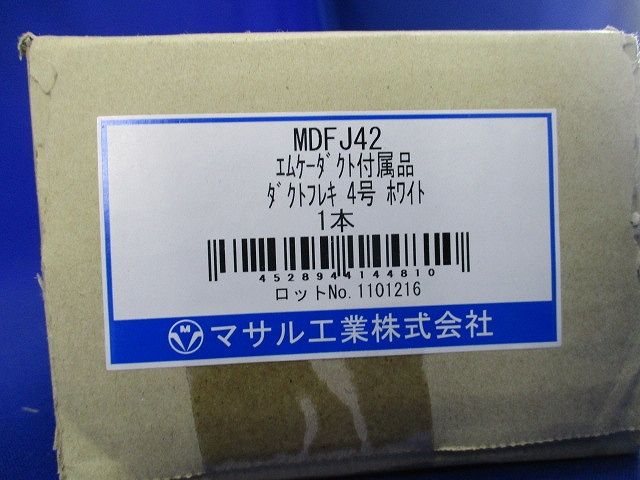 MDFJ42
ｴﾑｹｰﾀﾞｸﾄ付属品
ﾀﾞｸﾄﾌﾚｷ 4号 ﾎﾜｲﾄ
1本
4528944144810
ロットNo.1101216
M マサル工業株式会社